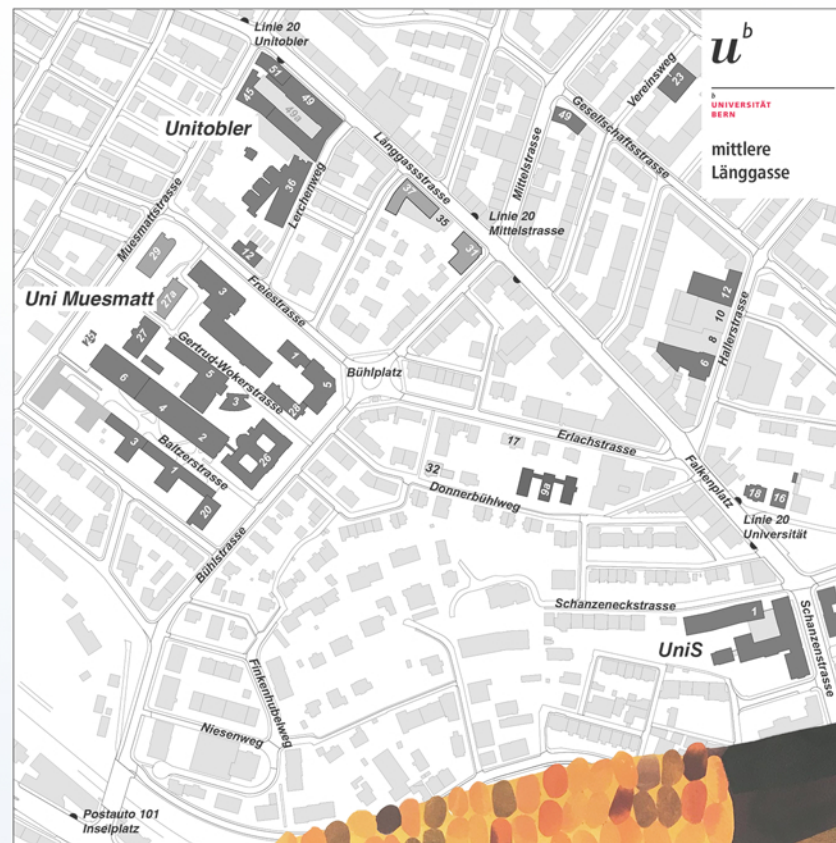 Linie 20
Unitobler
u
b
b
UNIVERSITÄT
BERN
mittlere
Länggasse
Vereinsweg
23
51
49
45
49a
Unitobler
Gesellschaftsstrasse
49
Mittelstrasse
Länggassstrasse
36
Lerchenweg
37
35
Linie 20
Mittelstrasse
31
Muesmattstrasse
29
12
Freiestrasse
27a
3
Uni Muesmatt
12
10
8
6
Hallerstrasse
27
Gertrud-Wokerstrasse
1
5
5
Bühlplatz
6
4
2
3
28
26
Baltzerstrasse
3
1
20
17
Erlachstrasse
32
9a
Donnerbühlweg
Falkenplatz
18
16
Linie 20
Universität
Bühlstrasse
Schanzeneckstrasse
1
UniS
Schanzenstrasse
Finkenhubelweg
Niesenweg
Postauto 101
Inselplatz